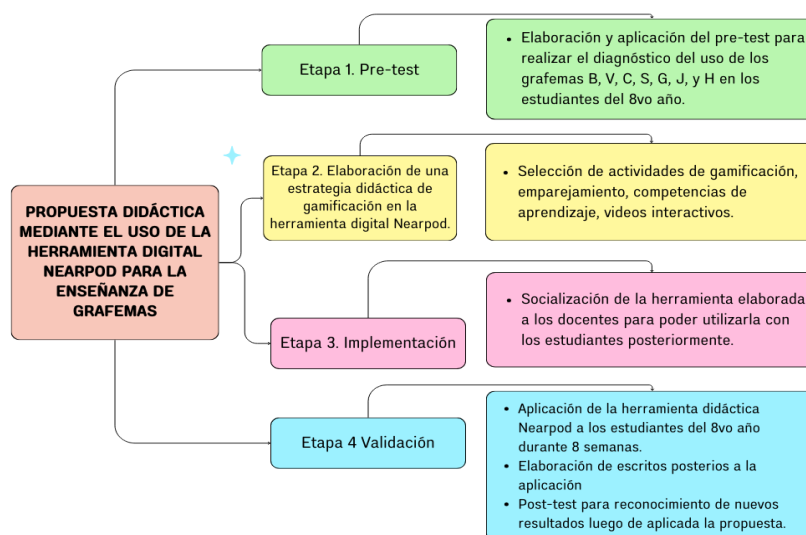 PROPUESTA DIDÁCTICA
MEDIANTE EL USO DE LA
HERRAMIENTA DIGITAL
NEARPOD PARA LA
ENSEÑANZA DE
GRAFEMAS
Etapa 1. Pre-test
• Elaboración y aplicación del pre-test para
realizar el diagnóstico del uso de los
grafemas B, V, C, S, G, J, y H en los
estudiantes del 8vo año.
Etapa 2. Elaboración de una
estrategia didáctica de
gamificación en la
herramienta digital Nearpod.
• Selección de actividades de gamificación,
emparejamiento, competencias de
aprendizaje, videos interactivos.
Etapa 3. Implementación
• Socialización de la herramienta elaborada
a los docentes para poder utilizarla con
los estudiantes posteriormente.
Etapa 4 Validación
• Aplicación de la herramienta didáctica
Nearpod a los estudiantes del 8vo año
durante 8 semanas.
• Elaboración de escritos posterios a la
aplicación
• Post-test para reconocimiento de nuevos
resultados luego de aplicada la propuesta.